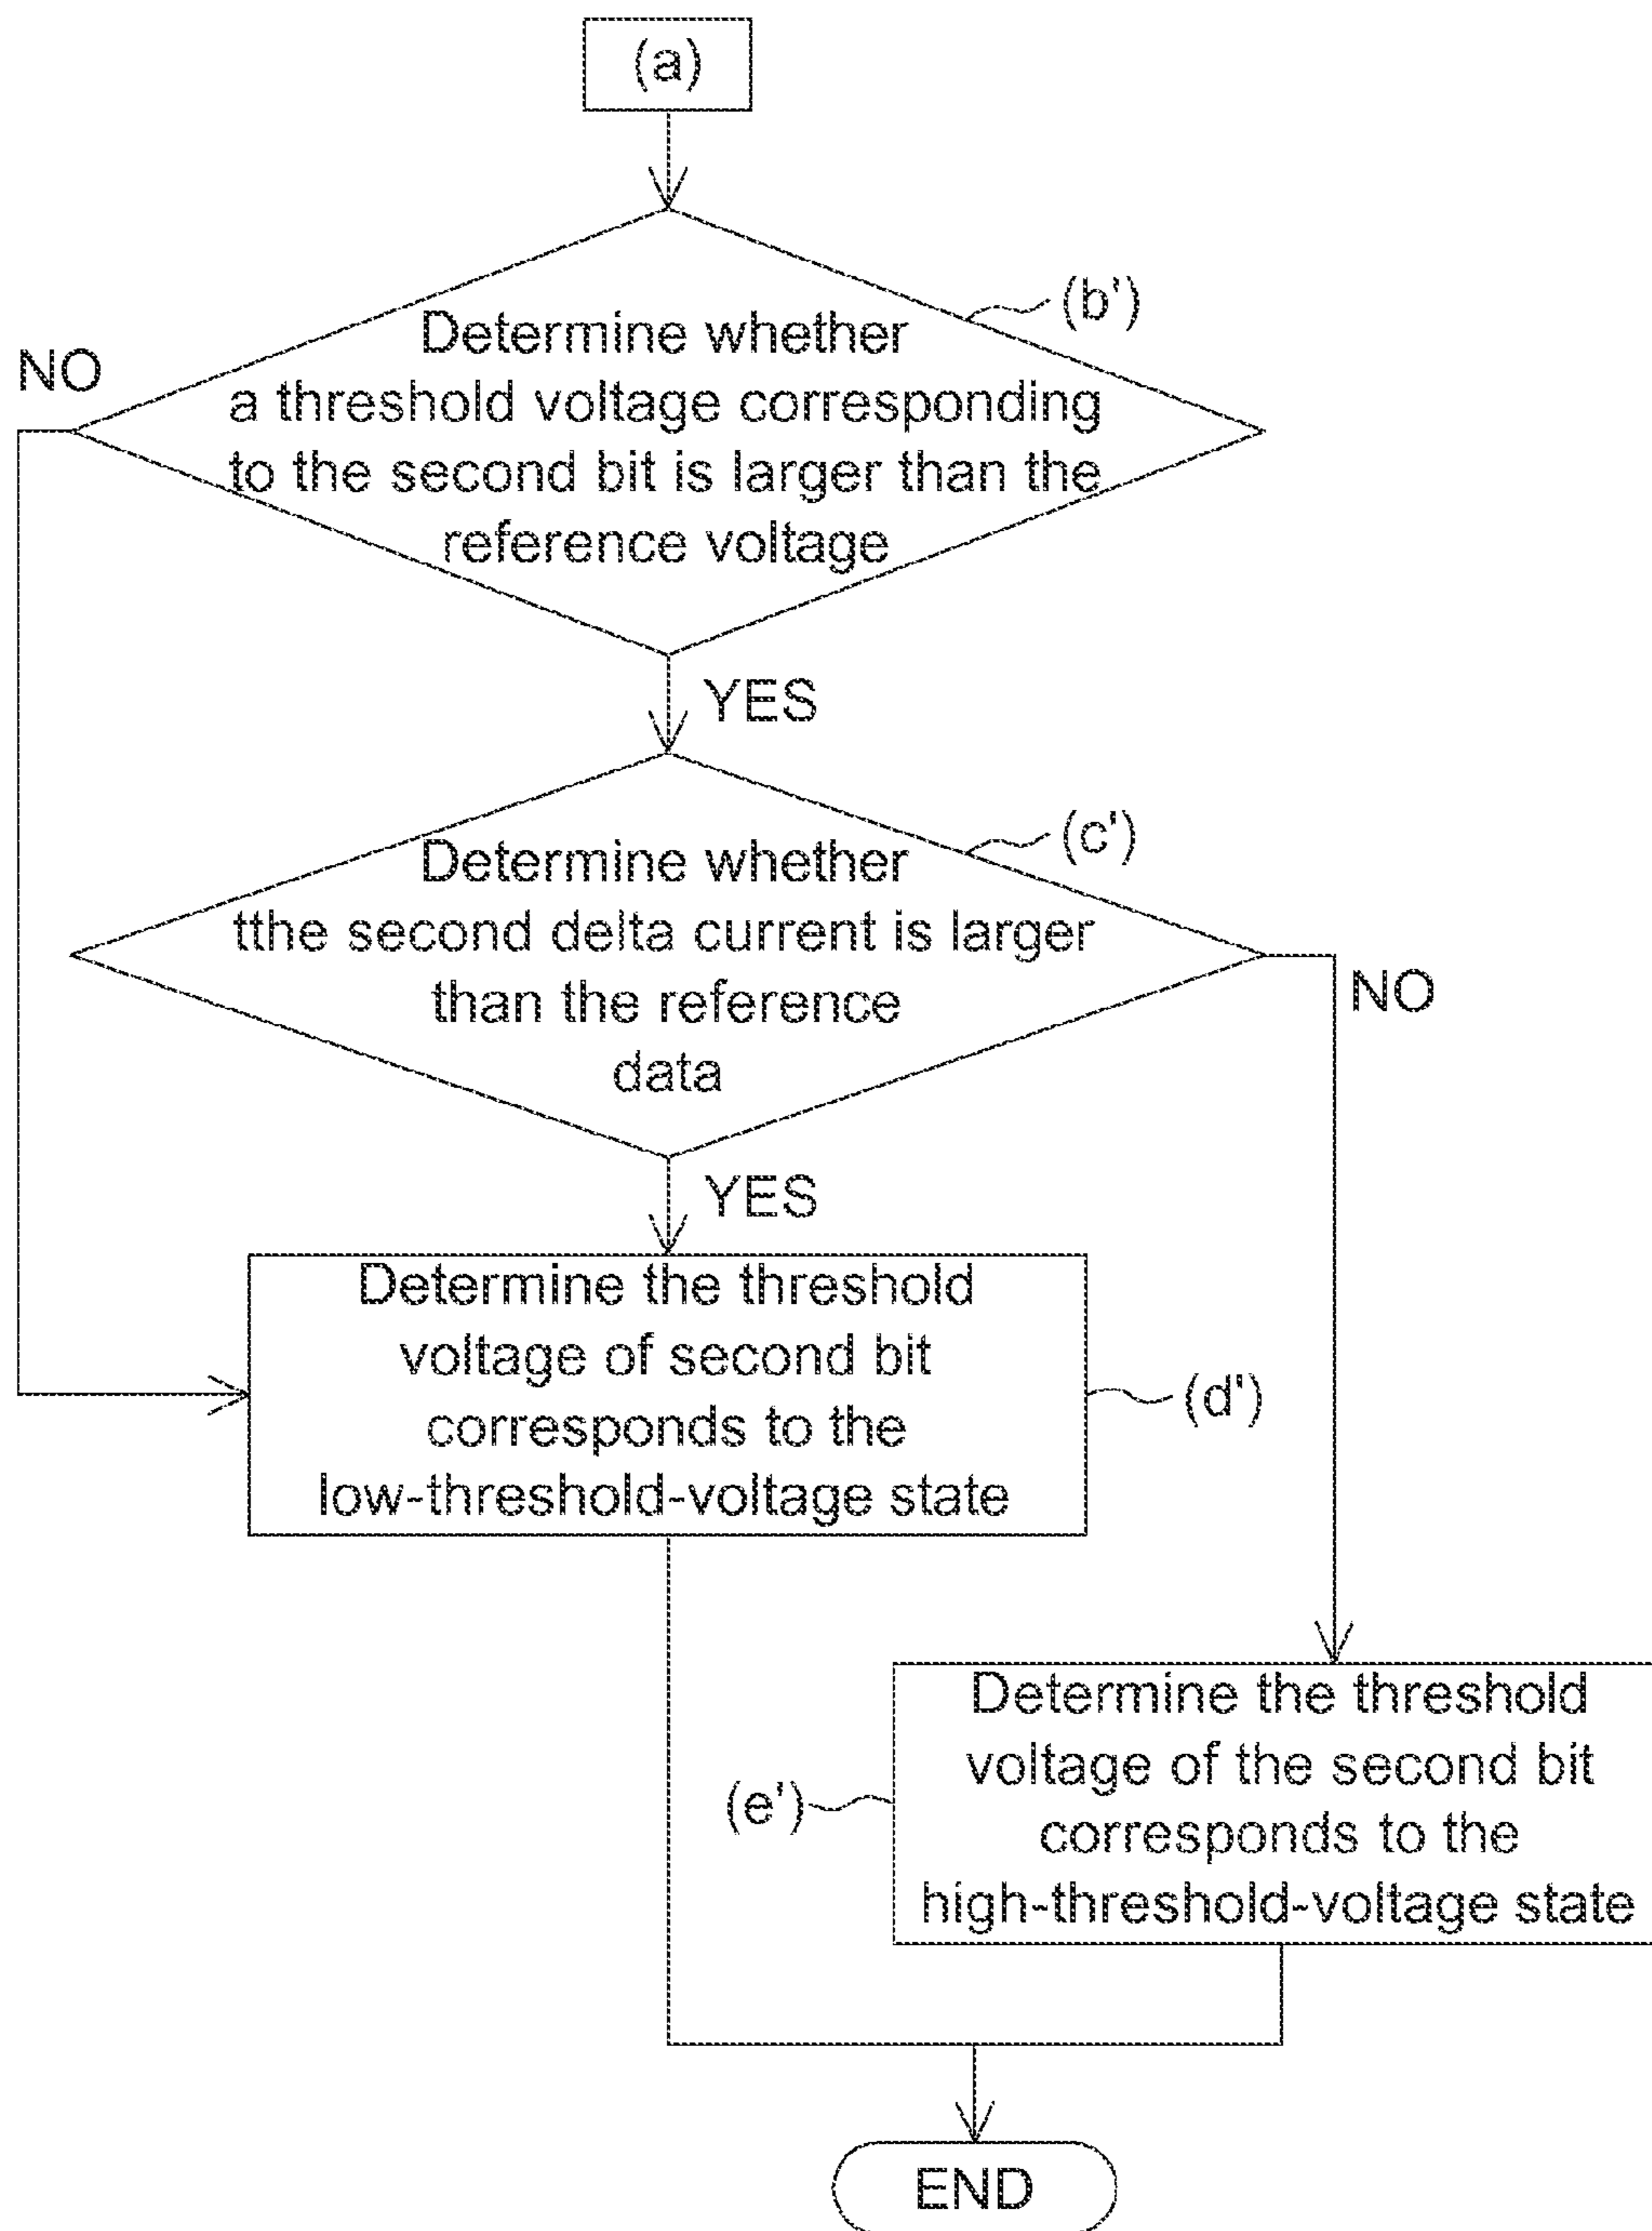 (a)
(b')
Determine whether
a threshold voltage corresponding
to the second bit is larger than the
reference voltage
NO
YES
(c')
Determine whether
tthe second delta current is larger
than the reference
data
NO
YES
Determine the threshold
voltage of second bit
corresponds to the
low-threshold-voltage state
(d')
Determine the threshold
voltage of the second bit
corresponds to the
high-threshold-voltage state
(e')
END